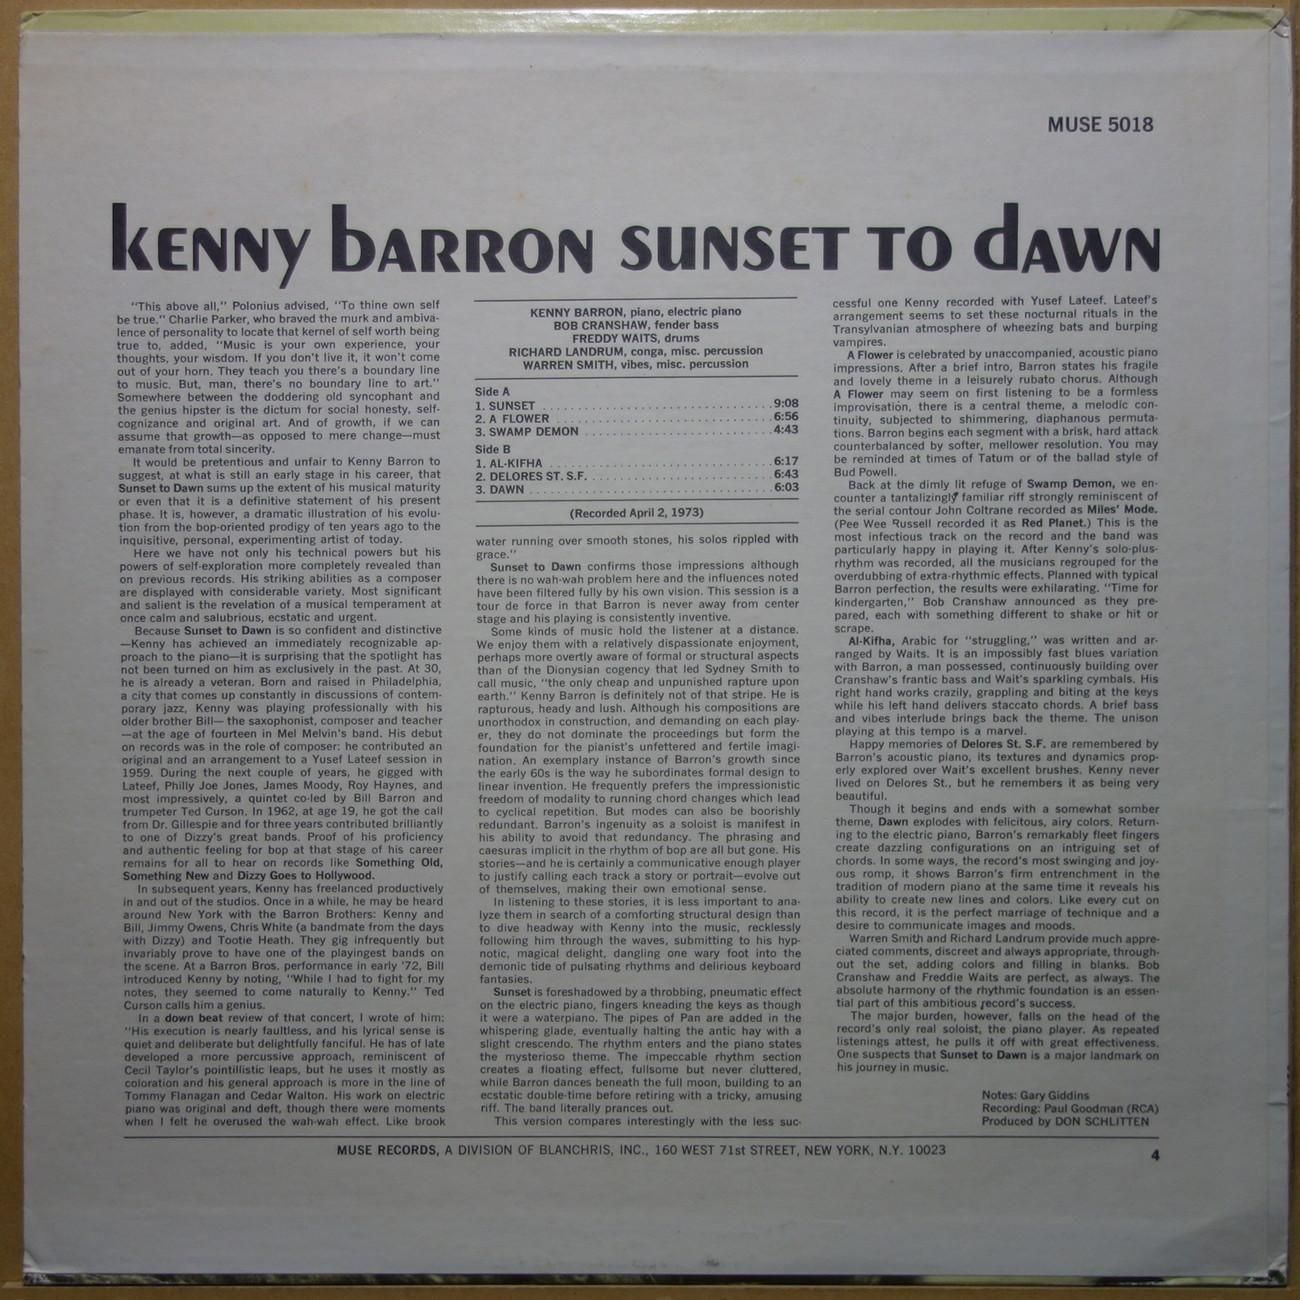 MUSE 5018
kENNy bARRON SUNSET TO dAWN
"This above all," Polonius advised, "To thine own self
be true." Charlie Parker, who braved the murk and ambiva-
lence of personality to locate that kernel of self worth being
true to, added, "Music is your own experience, your
thoughts, your wisdom. If you don't live it, it won't come
out of your horn. They teach you there's a boundary line
to music. But, man, there's no boundary line to art."
Somewhere between the doddering old syncophant and
the genius hipster is the dictum for social honesty, self-
cognizance and original art. And of growth, if we can
assume that growth—as opposed to mere change—must
emanate from total sincerity.
It would be pretentious and unfair to Kenny Barron to
suggest, at what is still an early stage in his career, that
Sunset to Dawn sums up the extent of his musical maturity
or even that it is a definitive statement of his present
phase. It is, however, a dramatic illustration of his evolu-
tion from the bop-oriented prodigy of ten years ago to the
inquisitive, personal, experimenting artist of today.
Here we have not only his technical powers but his
powers of self-exploration more completely revealed than
on previous records. His striking abilities as a composer
are displayed with considerable variety. Most significant
and salient is the revelation of a musical temperament at
once calm and salubrious, ecstatic and urgent.
Because Sunset to Dawn is so confident and distinctive
—Kenny has achieved an immediately recognizable ap-
proach to the piano—it is surprising that the spotlight has
not been turned on him as exclusively in the past. At 30,
he is already a veteran. Born and raised in Philadelphia,
a city that comes up constantly in discussions of contem-
porary jazz, Kenny was playing professionally with his
older brother Bill— the saxophonist, composer and teacher
—at the age of fourteen in Mel Melvin's band. His debut
on records was in the role of composer: he contributed an
original and an arrangement to a Yusef Lateef session in
1959. During the next couple of years, he gigged with
Lateef, Philly Joe Jones, James Moody, Roy Haynes, and
most impressively, a quintet co-led by Bill Barron and
trumpeter Ted Curson. In 1962, at age 19, he got the call
from Dr. Gillespie and for three years contributed brilliantly
to one of Dizzy's great bands. Proof of his proficiency
and authentic feeling for bop at that stage of his career
remains for all to hear on records like Something Old,
Something New and Dizzy Goes to Hollywood.
In subsequent years, Kenny has freelanced productively
in and out of the studios. Once in a while, he may be heard
around New York with the Barron Brothers: Kenny and
Bill, Jimmy Owens, Chris White (a bandmate from the days
with Dizzy) and Tootie Heath. They gig infrequently but
invariably prove to have one of the playingest bands on
the scene. At a Barron Bros. performance in early '72, Bill
introduced Kenny by noting, "While I had to fight for my
notes, they seemed to come naturally to Kenny." Ted
Curson calls him a genius.
In a down beat review of that concert, I wrote of him:
"His execution is nearly faultless, and his lyrical sense is
quiet and deliberate but delightfully fanciful. He has of late
developed a more percussive approach, reminiscent of
Cecil Taylor's pointillistic leaps, but he uses it mostly as
coloration and his general approach is more in the line of
Tommy Flanagan and Cedar Walton. His work on electric
piano was original and deft, though there were moments
when I felt he overused the wah-wah effect. Like brook
KENNY BARRON, piano, electric piano
BOB CRANSHAW, fender bass
FREDDY WAITS, drums
RICHARD LANDRUM, conga, misc. percussion
WARREN SMITH, vibes, misc. percussion
Side A
1. SUNSET 9:08
2. A FLOWER 6:56
3. SWAMP DEMON 4:43
Side B
1. AL-KIFHA 6:17
2. DELORES ST. S.F. 6:43
3. DAWN 6:03
(Recorded April 2, 1973)
water running over smooth stones, his solos rippled with
grace."
Sunset to Dawn confirms those impressions although
there is no wah-wah problem here and the influences noted
have been filtered fully by his own vision. This session is a
tour de force in that Barron is never away from center
stage and his playing is consistently inventive.
Some kinds of music hold the listener at a distance.
We enjoy them with a relatively dispassionate enjoyment,
perhaps more overtly aware of formal or structural aspects
than of the Dionysian cogency that led Sydney Smith to
call music, "the only cheap and unpunished rapture upon
earth." Kenny Barron is definitely not of that stripe. He is
rapturous, heady and lush. Although his compositions are
unorthodox in construction, and demanding on each play-
er, they do not dominate the proceedings but form the
foundation for the pianist's unfettered and fertile imagi-
nation. An exemplary instance of Barron's growth since
the early 60s is the way he subordinates formal design to
linear invention. He frequently prefers the impressionistic
freedom of modality to running chord changes which lead
to cyclical repetition. But modes can also be boorishly
redundant. Barron's ingenuity as a soloist is manifest in
his ability to avoid that redundancy. The phrasing and
caesuras implicit in the rhythm of bop are all but gone. His
stories—and he is certainly a communicative enough player
to justify calling each track a story or portrait—evolve out
of themselves, making their own emotional sense.
In listening to these stories, it is less important to ana-
lyze them in search of a comforting structural design than
to dive headway with Kenny into the music, recklessly
following him through the waves, submitting to his hyp-
notic, magical delight, dangling one wary foot into the
demonic tide of pulsating rhythms and delirious keyboard
fantasies.
Sunset is foreshadowed by a throbbing, pneumatic effect
on the electric piano, fingers kneading the keys as though
it were a waterpiano. The pipes of Pan are added in the
whispering glade, eventually halting the antic hay with a
slight crescendo. The rhythm enters and the piano states
the mysterioso theme. The impeccable rhythm section
creates a floating effect, fullsome but never cluttered,
while Barron dances beneath the full moon, building to an
ecstatic double-time before retiring with a tricky, amusing
riff. The band literally prances out.
This version compares interestingly with the less suc-
cessful one Kenny recorded with Yusef Lateef. Lateef's
arrangement seems to set these nocturnal rituals in the
Transylvanian atmosphere of wheezing bats and burping
vampires.
A Flower is celebrated by unaccompanied, acoustic piano
impressions. After a brief intro, Barron states his fragile
and lovely theme in a leisurely rubato chorus. Although
A Flower may seem on first listening to be a formless
improvisation, there is a central theme, a melodic con-
tinuity, subjected to shimmering, diaphanous permuta-
tions. Barron begins each segment with a brisk, hard attack
counterbalanced by softer, mellower resolution. You may
be reminded at times of Tatum or of the ballad style of
Bud Powell.
Back at the dimly lit refuge of Swamp Demon, we en-
counter a tantalizingly familiar riff strongly reminiscent of
the serial contour John Coltrane recorded as Miles' Mode.
(Pee Wee Russell recorded it as Red Planet.) This is the
most infectious track on the record and the band was
particularly happy in playing it. After Kenny's solo-plus-
rhythm was recorded, all the musicians regrouped for the
overdubbing of extra-rhythmic effects. Planned with typical
Barron perfection, the results were exhilarating. "Time for
kindergarten," Bob Cranshaw announced as they pre-
pared, each with something different to shake or hit or
scrape.
Al-Kifha, Arabic for "struggling," was written and ar-
ranged by Waits. It is an impossibly fast blues variation
with Barron, a man possessed, continuously building over
Cranshaw's frantic bass and Wait's sparkling cymbals. His
right hand works crazily, grappling and biting at the keys
while his left hand delivers staccato chords. A brief bass
and vibes interlude brings back the theme. The unison
playing at this tempo is a marvel.
Happy memories of Delores St. S.F. are remembered by
Barron's acoustic piano, its textures and dynamics prop-
erly explored over Wait's excellent brushes. Kenny never
lived on Delores St., but he remembers it as being very
beautiful.
Though it begins and ends with a somewhat somber
theme, Dawn explodes with felicitous, airy colors. Return-
ing to the electric piano, Barron's remarkably fleet fingers
create dazzling configurations on an intriguing set of
chords. In some ways, the record's most swinging and joy-
ous romp, it shows Barron's firm entrenchment in the
tradition of modern piano at the same time it reveals his
ability to create new lines and colors. Like every cut on
this record, it is the perfect marriage of technique and a
desire to communicate images and moods.
Warren Smith and Richard Landrum provide much appre-
ciated comments, discreet and always appropriate, through-
out the set, adding colors and filling in blanks. Bob
Cranshaw and Freddie Waits are perfect, as always. The
absolute harmony of the rhythmic foundation is an essen-
tial part of this ambitious record's success.
The major burden, however, falls on the head of the
record's only real soloist, the piano player. As repeated
listenings attest, he pulls it off with great effectiveness.
One suspects that Sunset to Dawn is a major landmark on
his journey in music.
Notes: Gary Giddins
Recording: Paul Goodman (RCA)
Produced by DON SCHLITTEN
MUSE RECORDS, A DIVISION OF BLANCHRIS, INC., 160 WEST 71st STREET, NEW YORK, N.Y. 10023
4